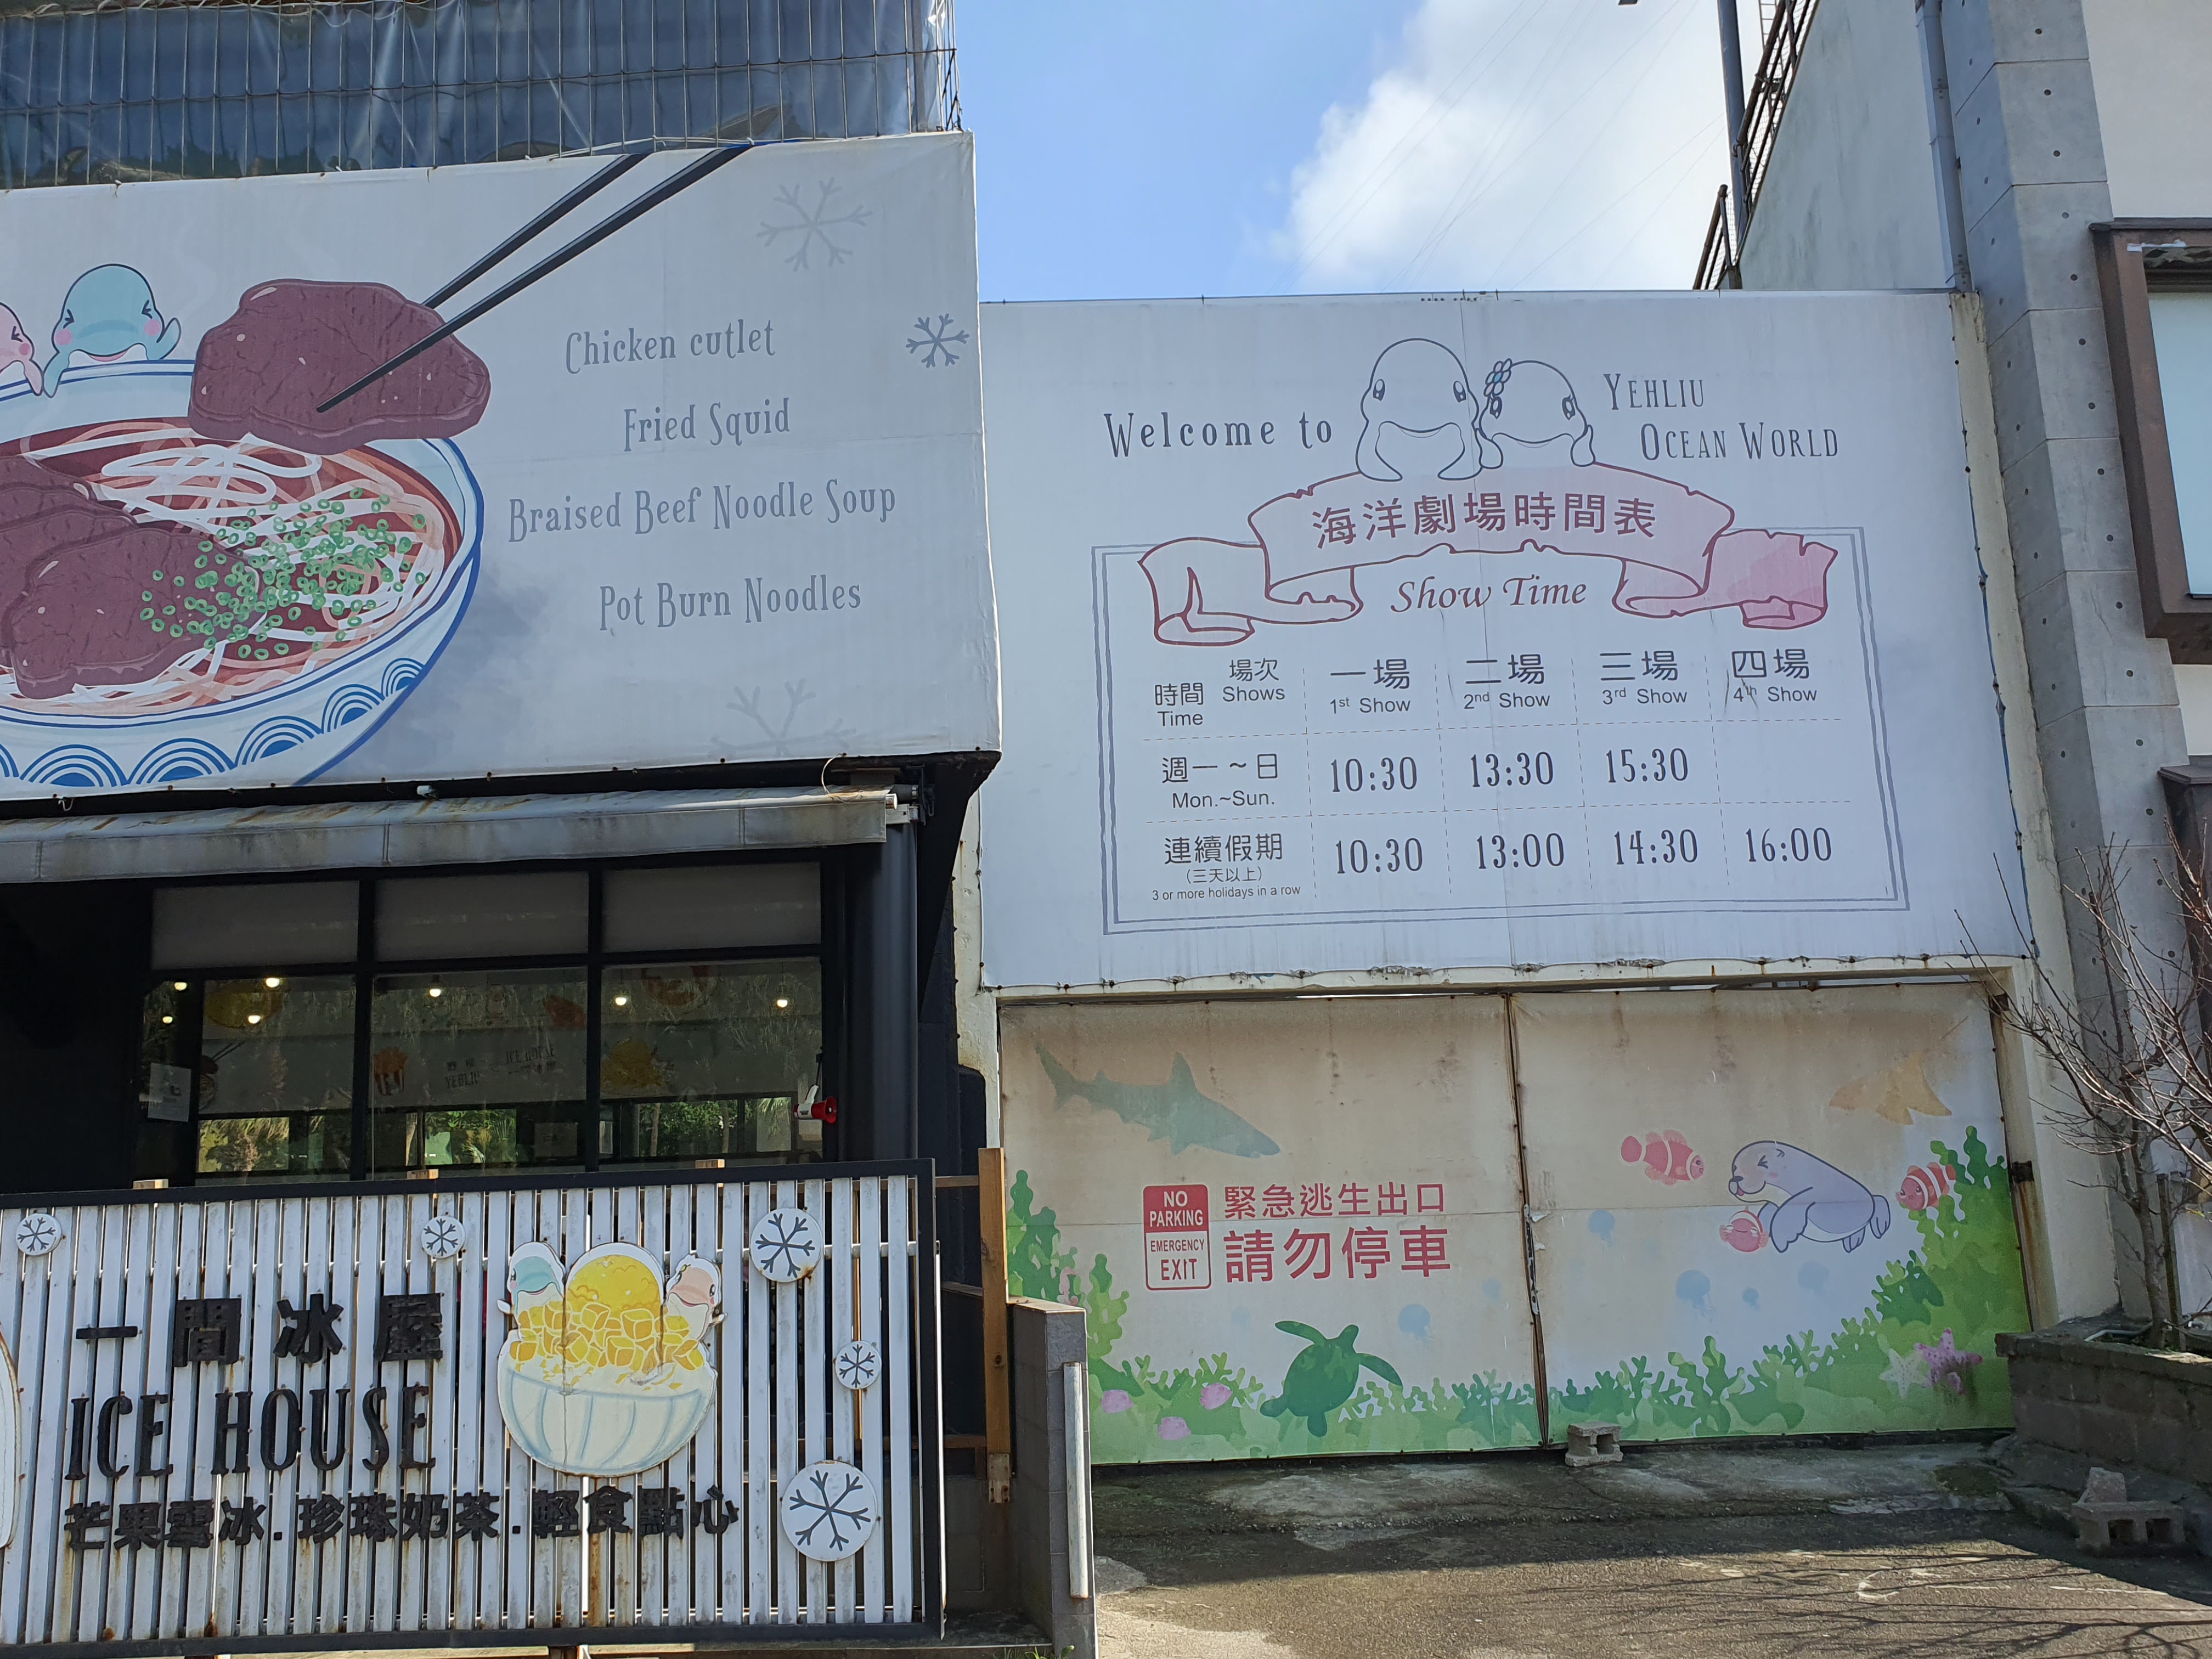 Chicken cutlet
Fried Squid
Braised Beef Noodle Soup
Pot Burn Noodles
Welcome to
YEHLIU
OCEAN WORLD
海洋劇場時間表
Show Time
場次 一場 二場 三場 四場
Shows 1st Show 2nd Show 3rd Show 4th Show
時間
Time
週一~日 10:30 13:30 15:30
Mon.~Sun.
連續假期 10:30 13:00 14:30 16:00
(三天以上)
3 or more holidays in a row
NO
PARKING
EMERGENCY
EXIT
緊急逃生出口
請勿停車
ICE HOUSE
YEHLIU
一間冰屋
ICE HOUSE
芒果雪冰.珍珠奶茶.輕食點心